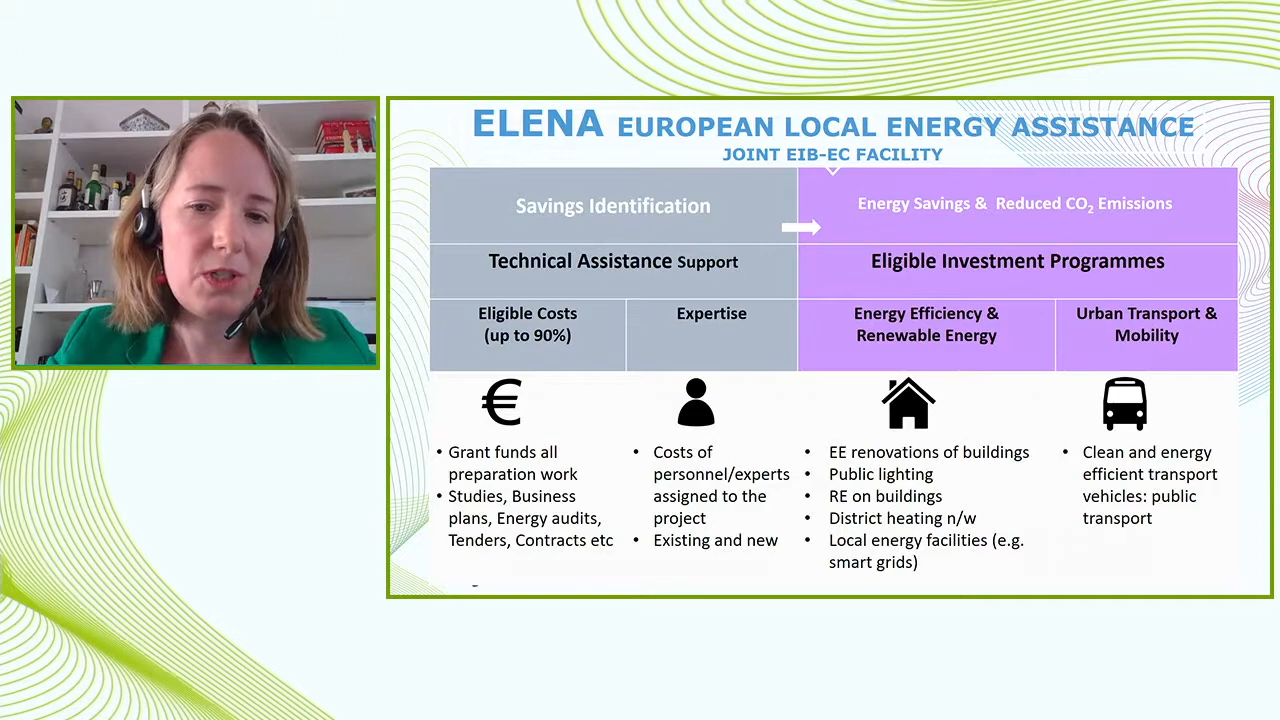 ELENA EUROPEAN LOCAL ENERGY ASSISTANCE
JOINT EIB-EC FACILITY
Savings Identification
Energy Savings & Reduced CO₂ Emissions
Technical Assistance Support
Eligible Investment Programmes
Eligible Costs
(up to 90%)
Expertise
Energy Efficiency &
Renewable Energy
Urban Transport &
Mobility
€
• Grant funds all
preparation work
• Studies, Business
plans, Energy audits,
Tenders, Contracts etc
• Costs of
personnel/experts
assigned to the
project
• Existing and new
• EE renovations of buildings
• Public lighting
• RE on buildings
• District heating n/w
• Local energy facilities (e.g.
smart grids)
• Clean and energy
efficient transport
vehicles: public
transport